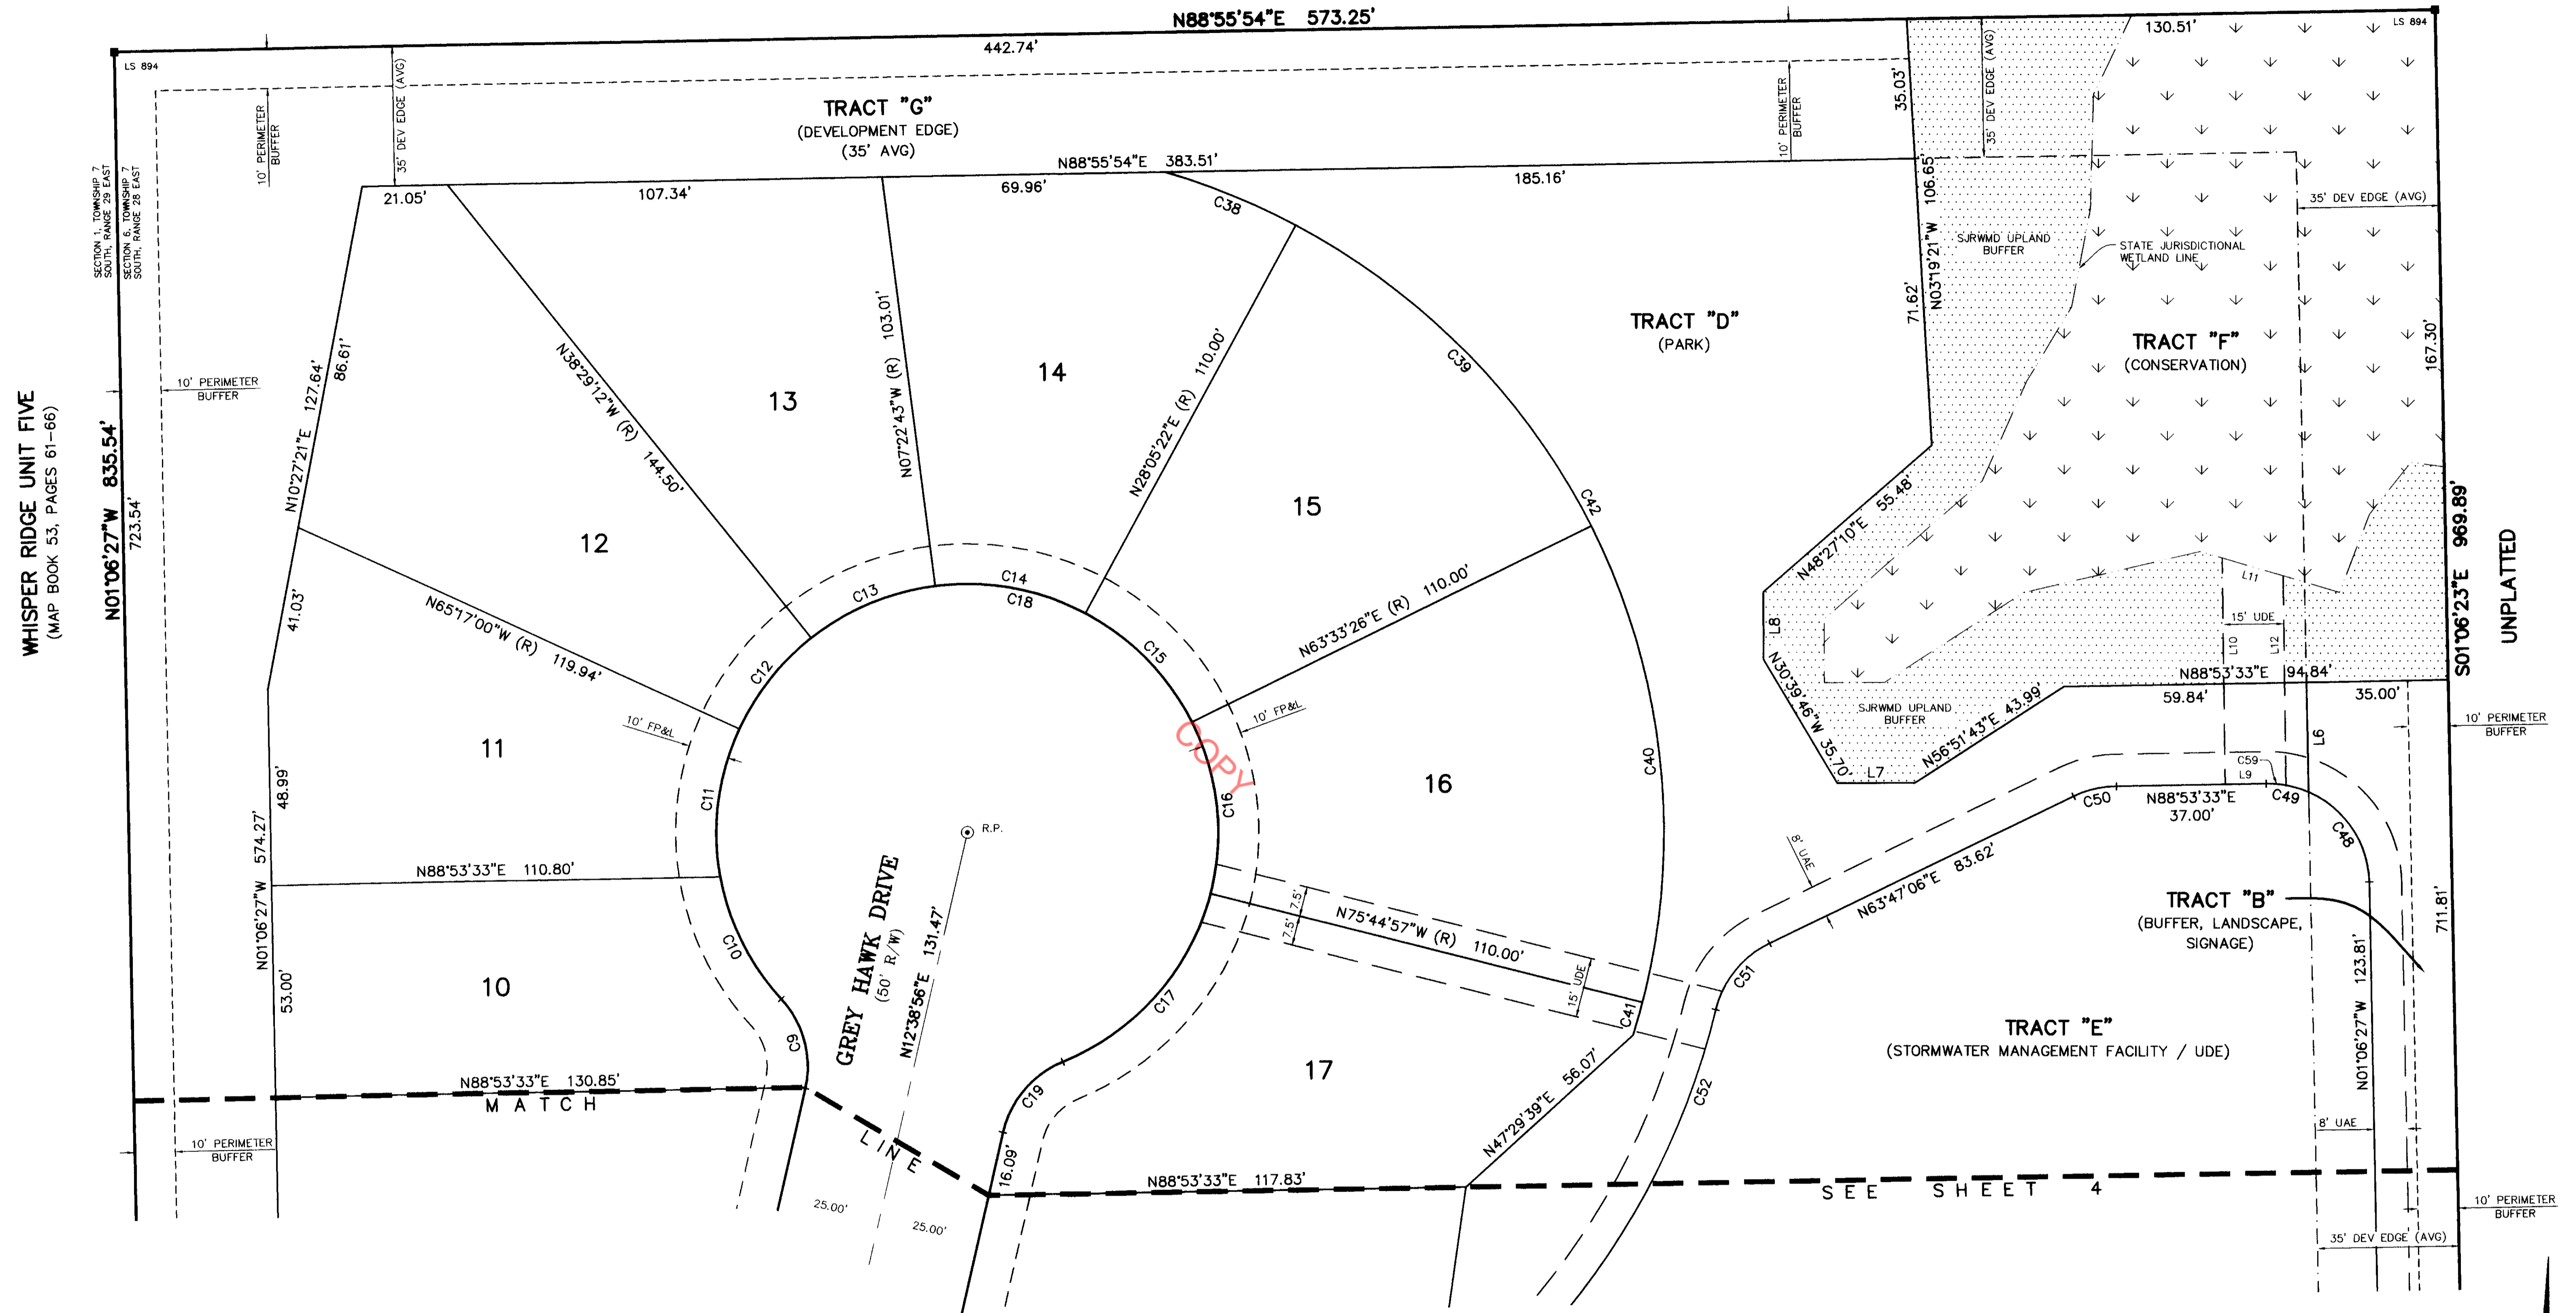 N88°55'54"E 573.25'
LS 894
442.74'
130.51'
LS 894
35' DEV EDGE (AVG)
35.03'
35' DEV EDGE (AVG)
10' PERIMETER
BUFFER
TRACT "G"
(DEVELOPMENT EDGE)
(35' AVG)
10' PERIMETER
BUFFER
N88°55'54"E 383.51'
21.05'
107.34'
69.96'
185.16'
C38
SECTION 1, TOWNSHIP 7
SOUTH, RANGE 29 EAST
SECTION 6, TOWNSHIP 7
SOUTH, RANGE 28 EAST
N03°19'21"W 106.65'
71.62'
35' DEV EDGE (AVG)
SJRWMD UPLAND
BUFFER
STATE JURISDICTIONAL
WETLAND LINE
TRACT "D"
(PARK)
TRACT "F"
(CONSERVATION)
167.30'
WHISPER RIDGE UNIT FIVE
(MAP BOOK 53, PAGES 61-66)
N01°06'27"W 835.54'
723.54'
10' PERIMETER
BUFFER
N10°27'21"E 127.64'
86.61'
41.03'
N38°29'12"W (R) 144.50'
13
N07°22'43"W (R) 103.01'
14
N28°05'22"E (R) 110.00'
C39
C42
15
12
N48°27'10"E 55.48'
S01°06'23"E 969.89'
UNPLATTED
N65°17'00"W (R) 119.94'
C12
C13
C14
C18
C15
N63°33'26"E (R) 110.00'
L8
L11
15' UDE
L10
L12
N30°39'46"W 35.70'
N88°53'33"E 94.84'
59.84'
35.00'
SJRWMD UPLAND
BUFFER
N56°51'43"E 43.99'
L7
L6
10' PERIMETER
BUFFER
10' FP&L
10' FP&L
COPY
11
C11
C16
16
C40
R.P.
C59
L9
C49
C50
N88°53'33"E
37.00'
C48
N01°06'27"W 574.27'
48.99'
N88°53'33"E 110.80'
8' UAE
N63°47'06"E 83.62'
C10
10
53.00'
C9
GREY HAWK DRIVE
(50' R/W)
N12°38'56"E 131.47'
7.5'
7.5'
N75°44'57"W (R) 110.00'
15' UDE
C41
C17
C51
TRACT "B"
(BUFFER, LANDSCAPE,
SIGNAGE)
711.81'
N01°06'27"W 123.81'
TRACT "E"
(STORMWATER MANAGEMENT FACILITY / UDE)
N88°53'33"E 130.85'
MATCH
LINE
C19
17
N47°29'39"E 56.07'
C52
8' UAE
10' PERIMETER
BUFFER
16.09'
N88°53'33"E 117.83'
SEE SHEET 4
25.00'
25.00'
10' PERIMETER
BUFFER
35' DEV EDGE (AVG)